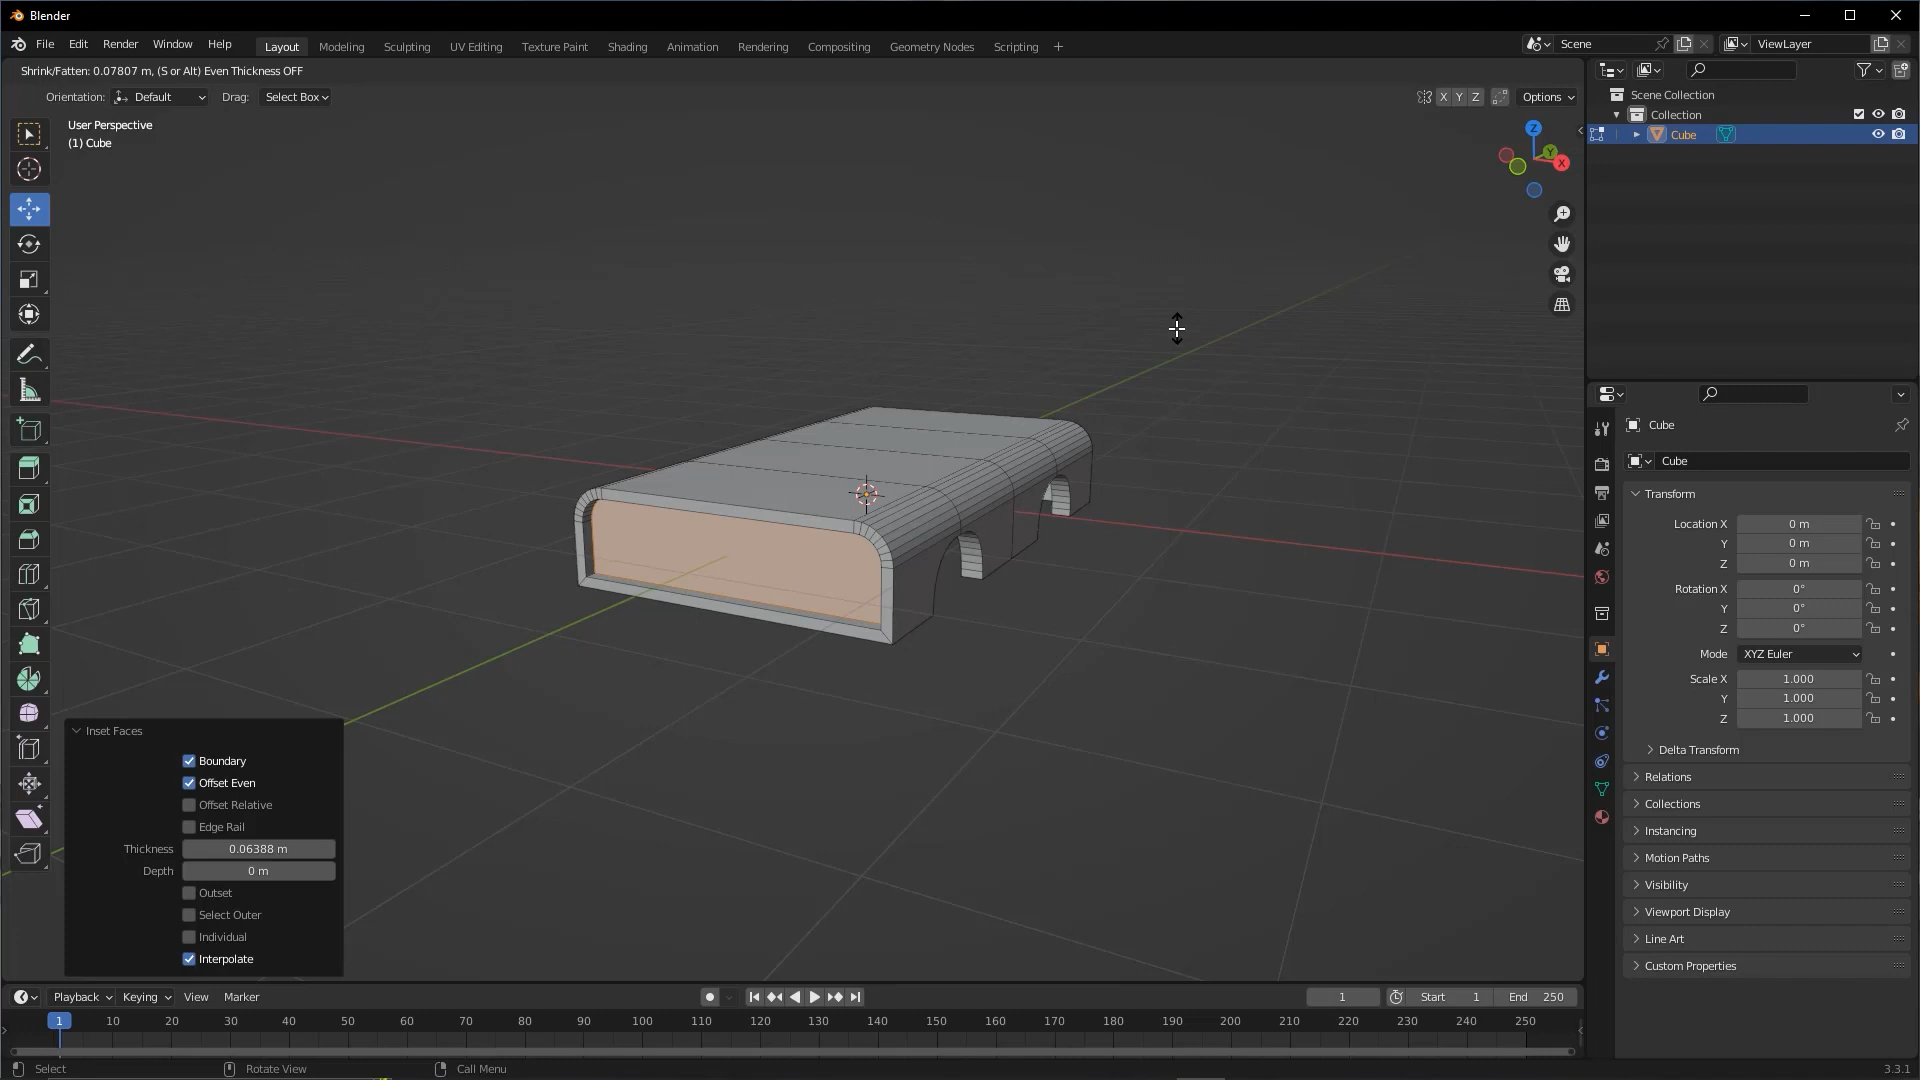 Blender
File Edit Render Window Help
Layout Modeling Sculpting UV Editing Texture Paint Shading Animation Rendering Compositing Geometry Nodes Scripting +
Scene
ViewLayer
Shrink/Fatten: 0.07807 m, (S or Alt) Even Thickness OFF
Orientation: Default Drag: Select Box
X Y Z Options
User Perspective
(1) Cube
Z
Y
X
Scene Collection
Collection
Cube
Cube
Cube
Transform
Location X 0 m
Y 0 m
Z 0 m
Rotation X 0°
Y 0°
Z 0°
Mode XYZ Euler
Scale X 1.000
Y 1.000
Z 1.000
Delta Transform
Relations
Collections
Instancing
Motion Paths
Visibility
Viewport Display
Line Art
Custom Properties
Inset Faces
Boundary
Offset Even
Offset Relative
Edge Rail
Thickness 0.06388 m
Depth 0 m
Outset
Select Outer
Individual
Interpolate
Playback Keying View Marker
1 Start 1 End 250
1 10 20 30 40 50 60 70 80 90 100 110 120 130 140 150 160 170 180 190 200 210 220 230 240 250
Select Rotate View Call Menu
3.3.1